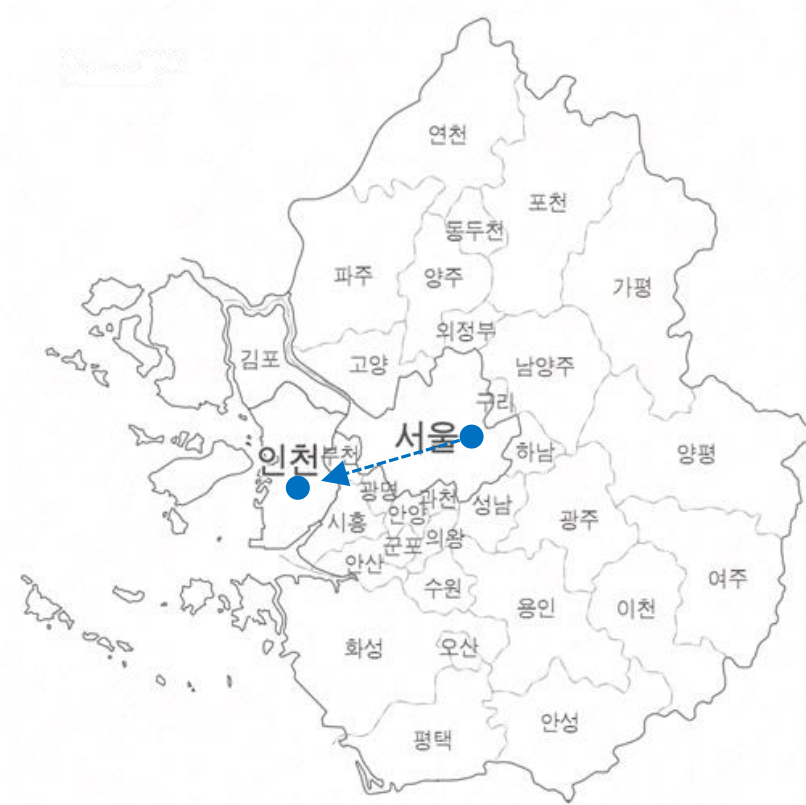 연천
포천
동두천
파주
양주
가평
의정부
김포
고양
남양주
구리
서울
인천
부천
하남
양평
광명
과천
성남
안양
시흥
광주
군포
의왕
안산
수원
용인
이천
여주
화성
오산
안성
평택